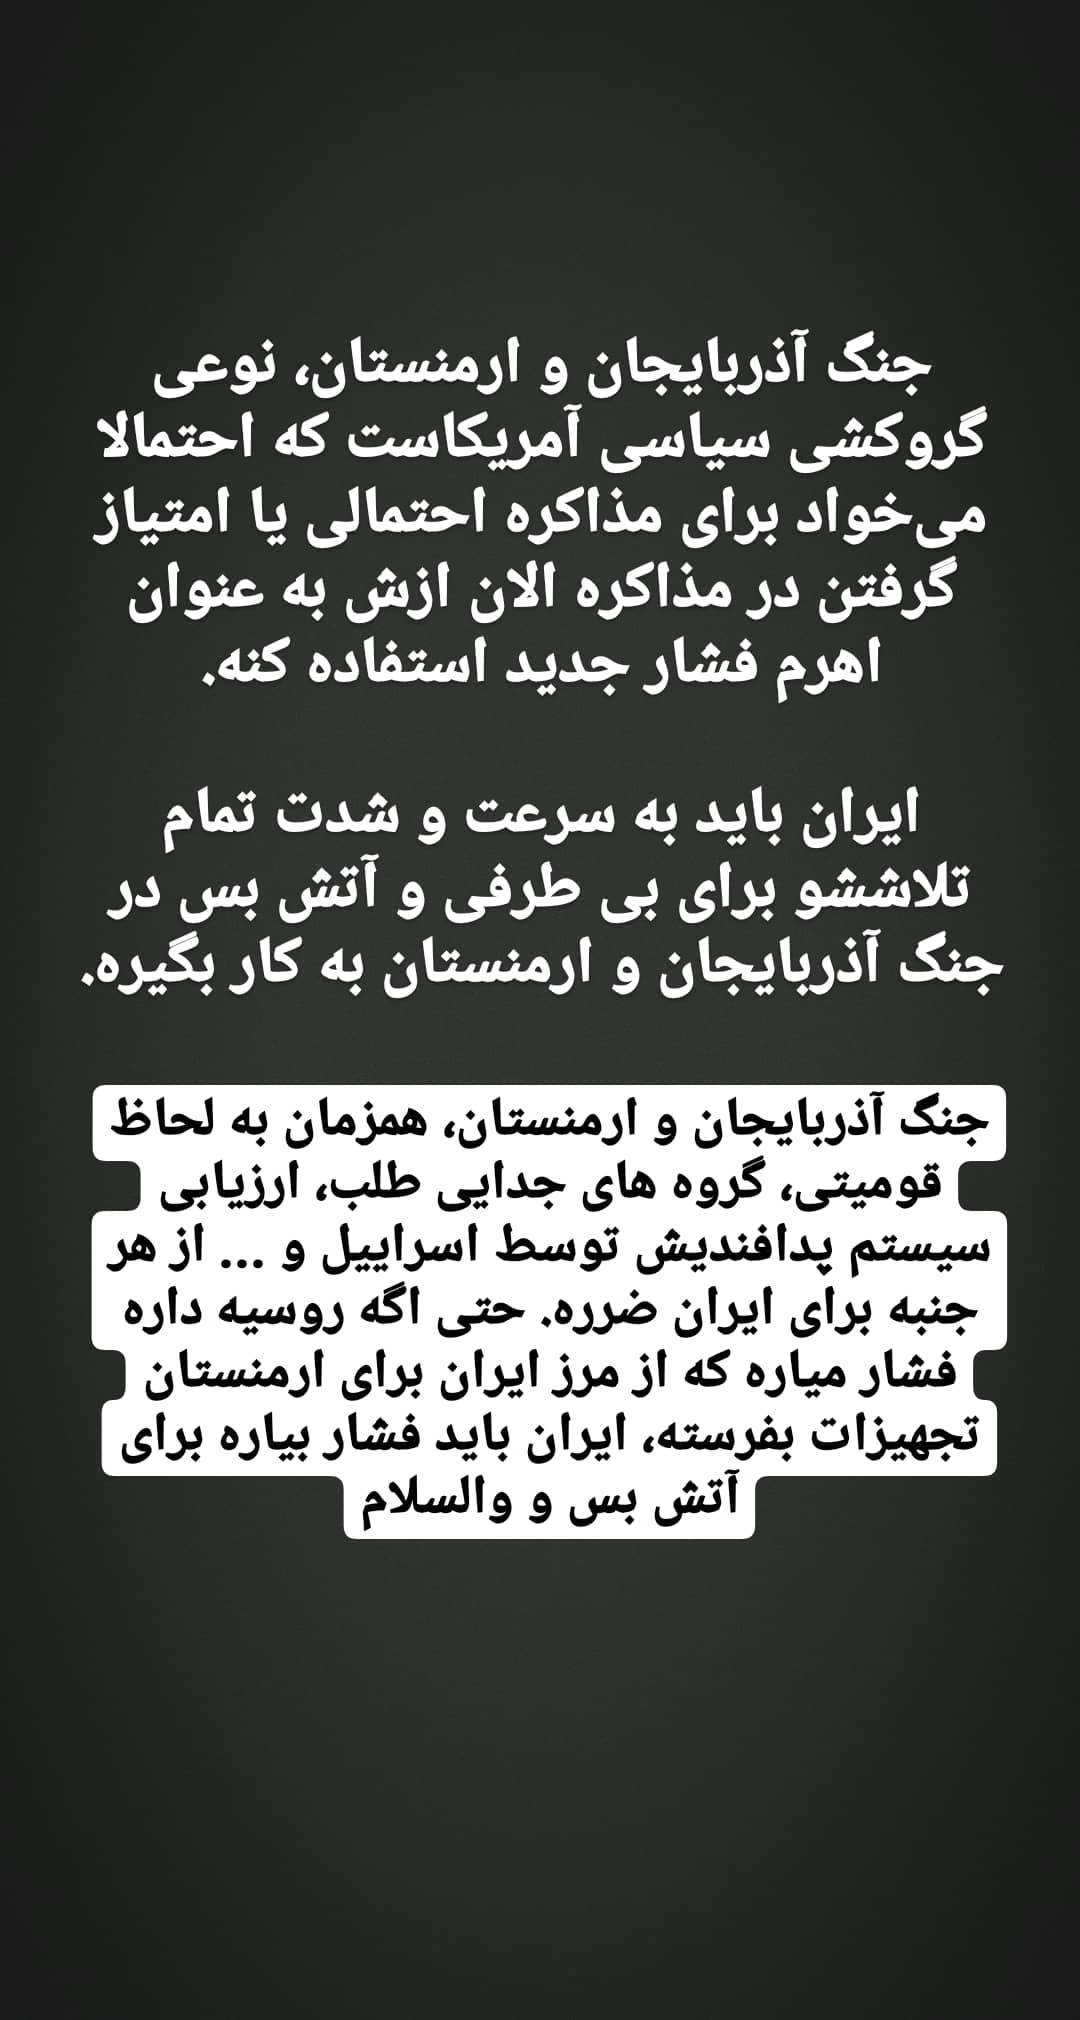 جنگ آذربایجان و ارمنستان، نوعی
گروکشی سیاسی آمریکاست که احتمالا
می‌خواد برای مذاکره احتمالی یا امتیاز
گرفتن در مذاکره الان ازش به عنوان
اهرم فشار جدید استفاده کنه.
ایران باید به سرعت و شدت تمام
تلاششو برای بی طرفی و آتش بس در
جنگ آذربایجان و ارمنستان به کار بگیره.
جنگ آذربایجان و ارمنستان، همزمان به لحاظ
قومیتی، گروه های جدایی طلب، ارزیابی
سیستم پدافندیش توسط اسراییل و ... از هر
جنبه برای ایران ضرره. حتی اگه روسیه داره
فشار میاره که از مرز ایران برای ارمنستان
تجهیزات بفرسته، ایران باید فشار بیاره برای
آتش بس و والسلام